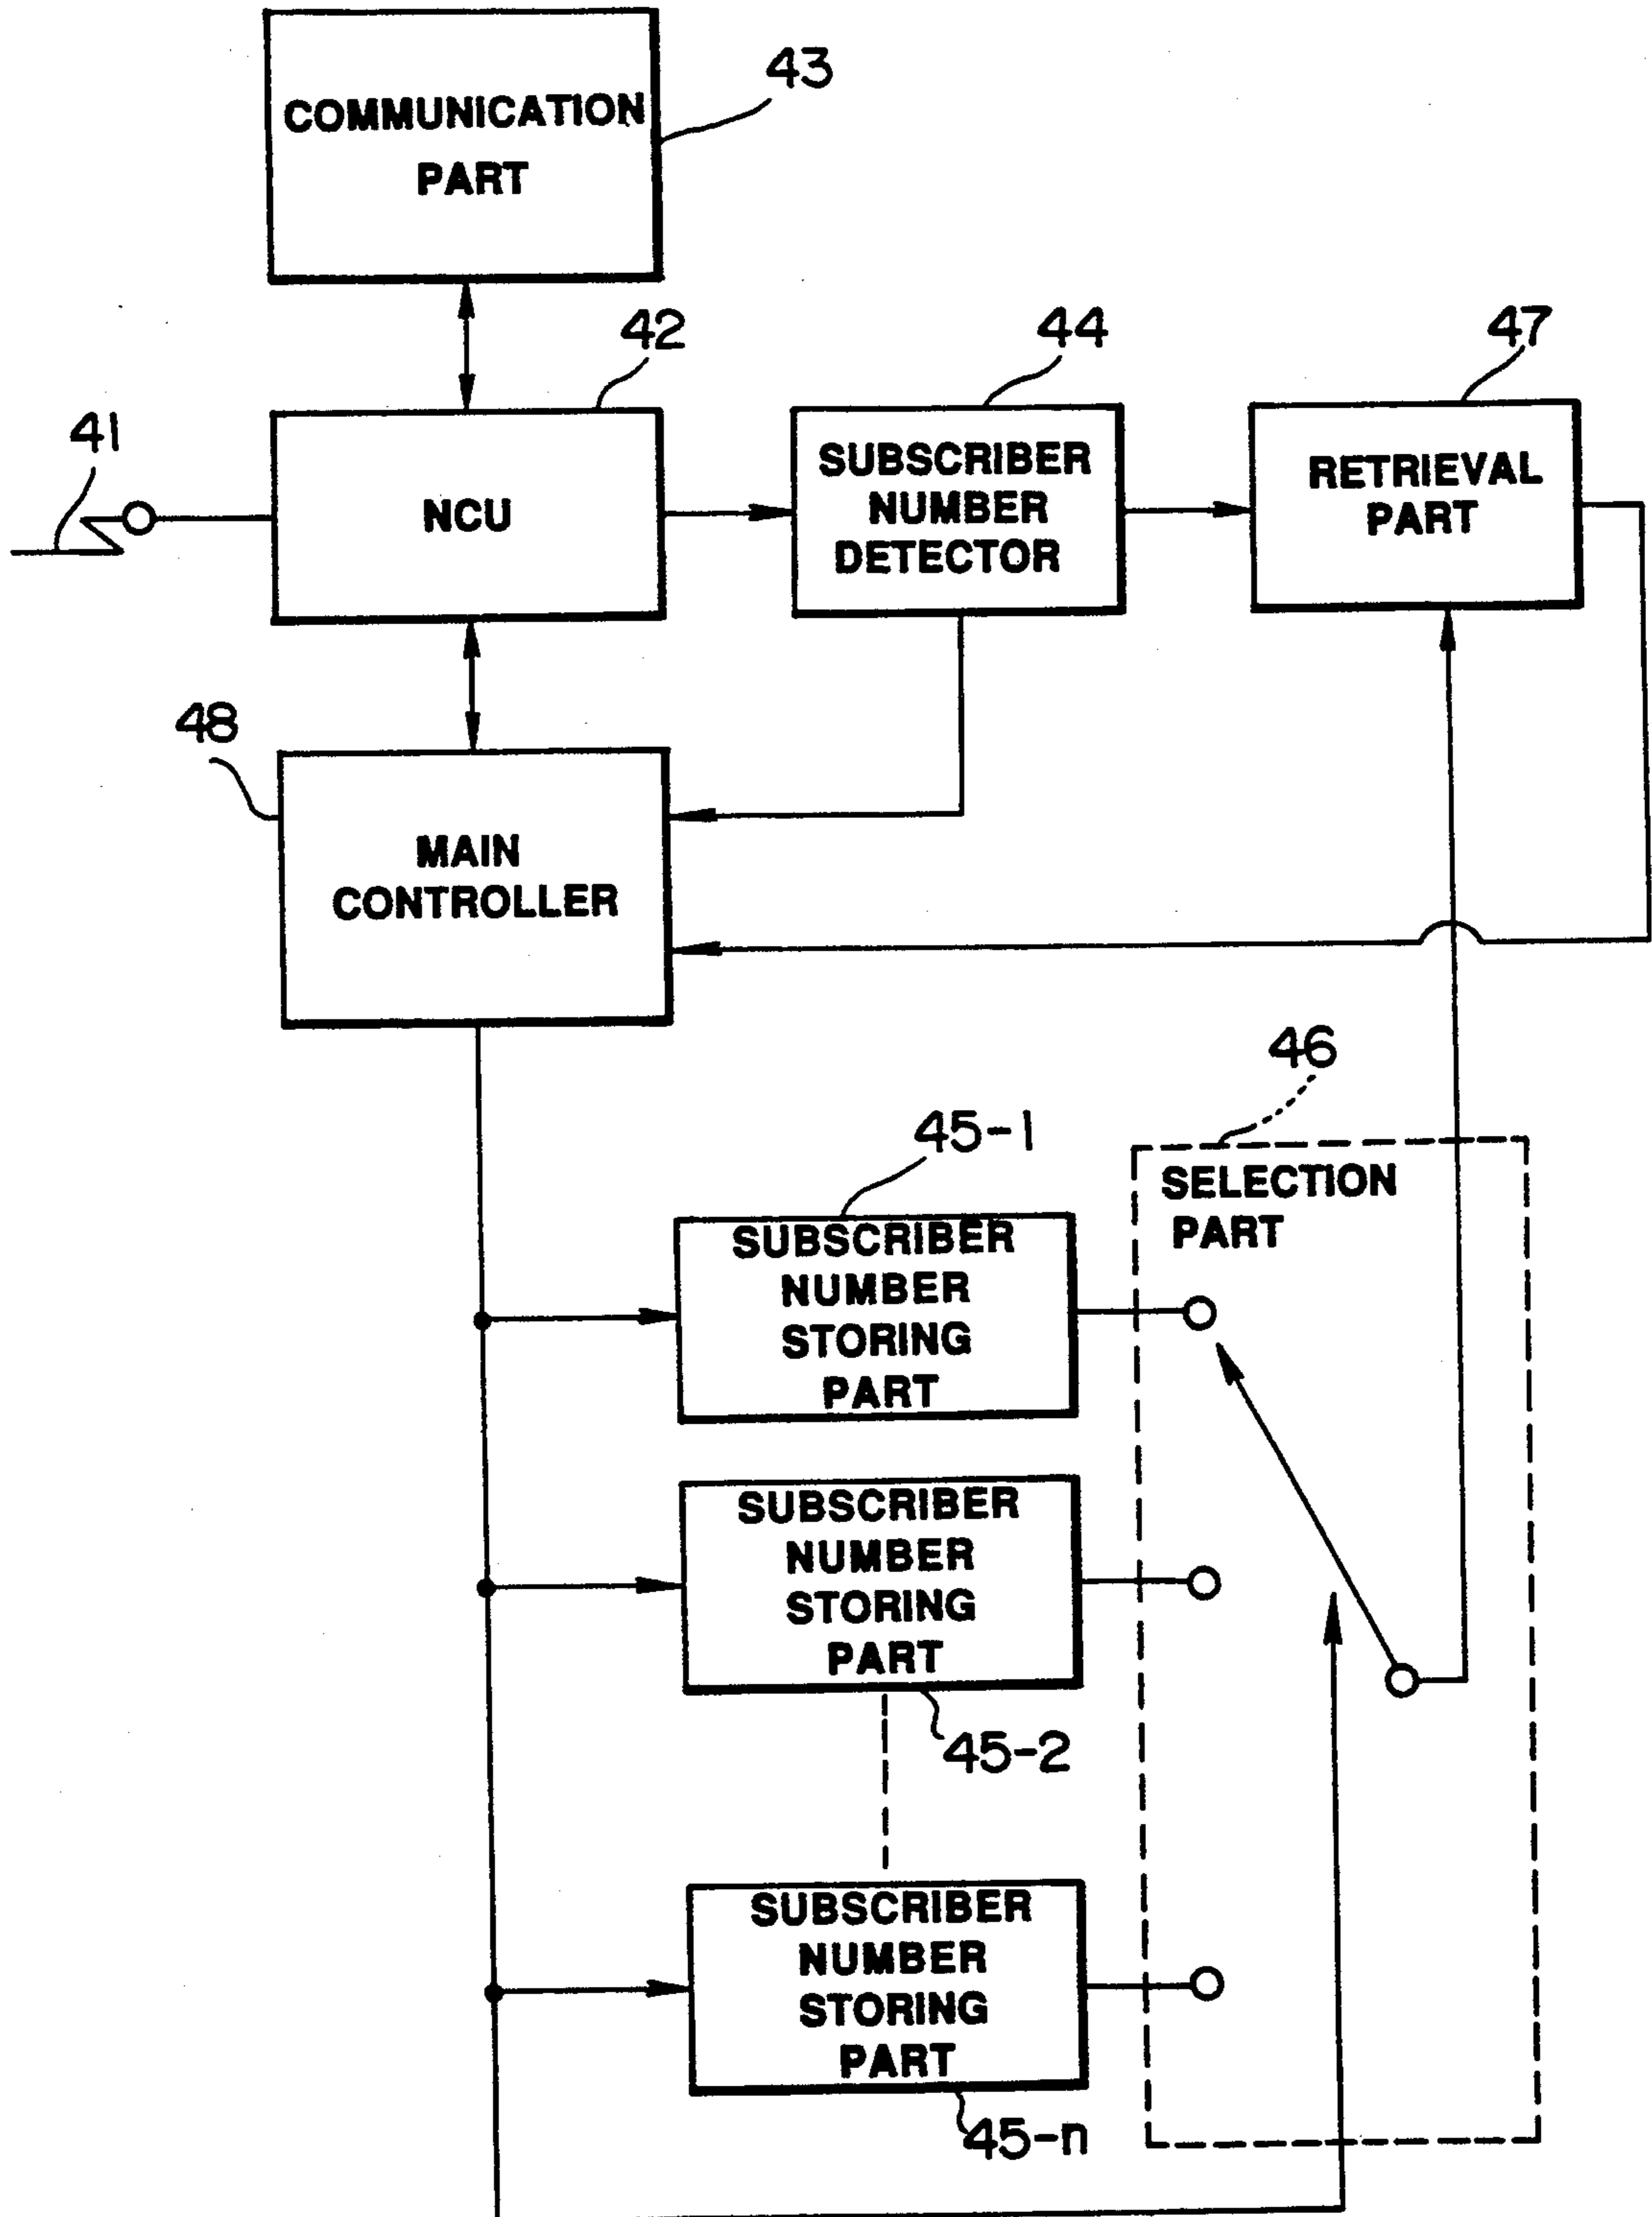 43
COMMUNICATION
PART
42
44
47
41
NCU
SUBSCRIBER
NUMBER
DETECTOR
RETRIEVAL
PART
48
MAIN
CONTROLLER
46
45-1
SELECTION
PART
SUBSCRIBER
NUMBER
STORING
PART
SUBSCRIBER
NUMBER
STORING
PART
45-2
SUBSCRIBER
NUMBER
STORING
PART
45-n